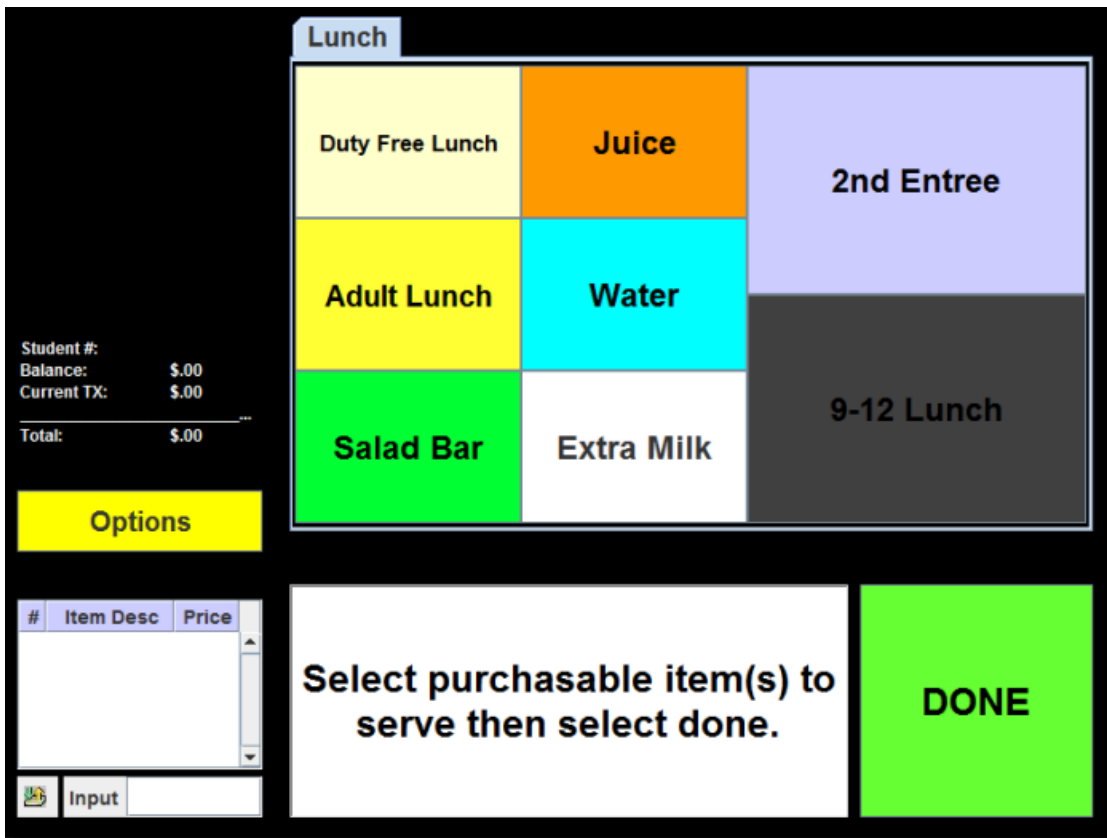 Lunch
Duty Free Lunch
Juice
2nd Entree
Adult Lunch
Water
Salad Bar
Extra Milk
9-12 Lunch
Student #:
Balance: $.00
Current TX: $.00
...
Total: $.00
Options
# Item Desc Price
Input
Select purchasable item(s) to
serve then select done.
DONE